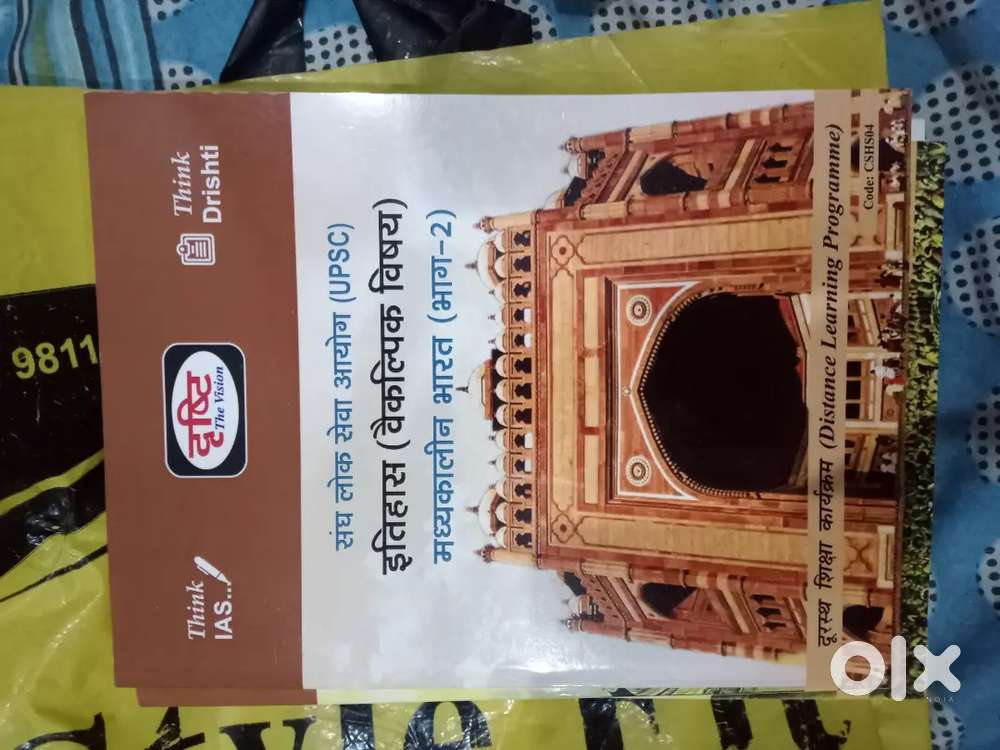 Think
IAS...
दृष्टि
The Vision
Think
Drishti
संघ लोक सेवा आयोग (UPSC)
इतिहास (वैकल्पिक विषय)
मध्यकालीन भारत (भाग-2)
दूरस्थ शिक्षा कार्यक्रम (Distance Learning Programme)
Code: CSHS04
9811
olx
INDIA